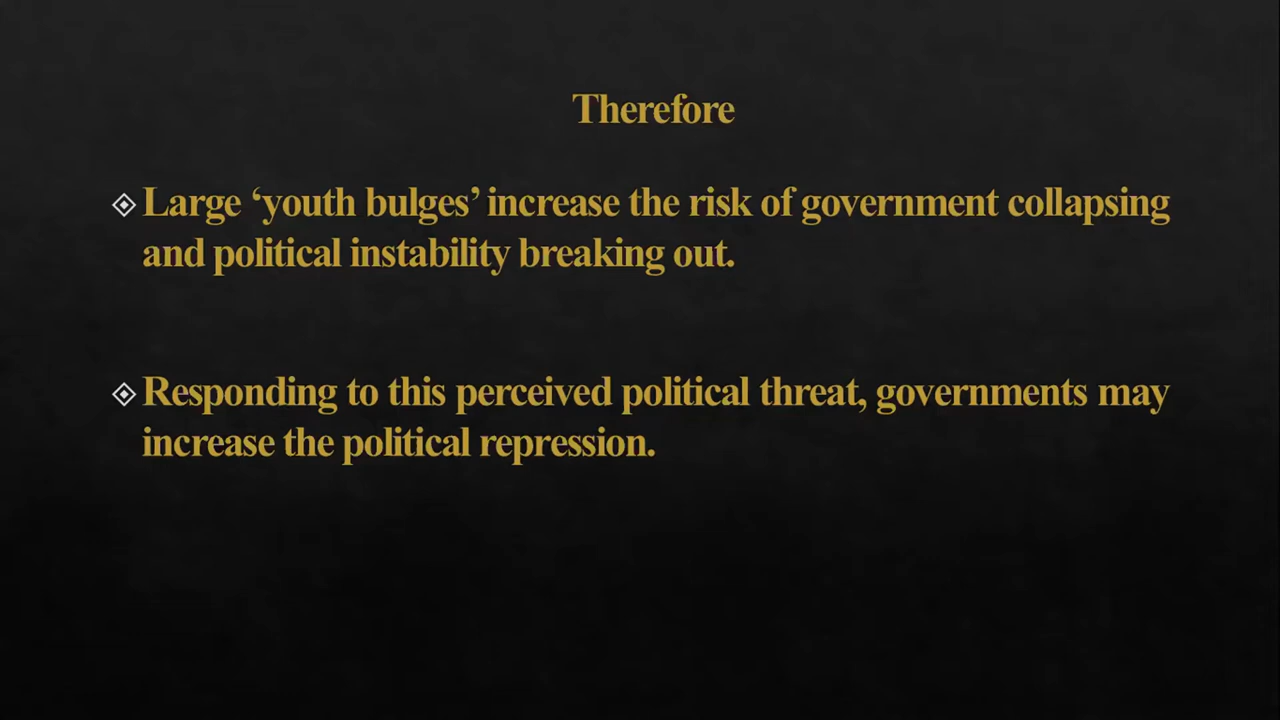 Therefore
Large ‘youth bulges’ increase the risk of government collapsing
and political instability breaking out.
Responding to this perceived political threat, governments may
increase the political repression.